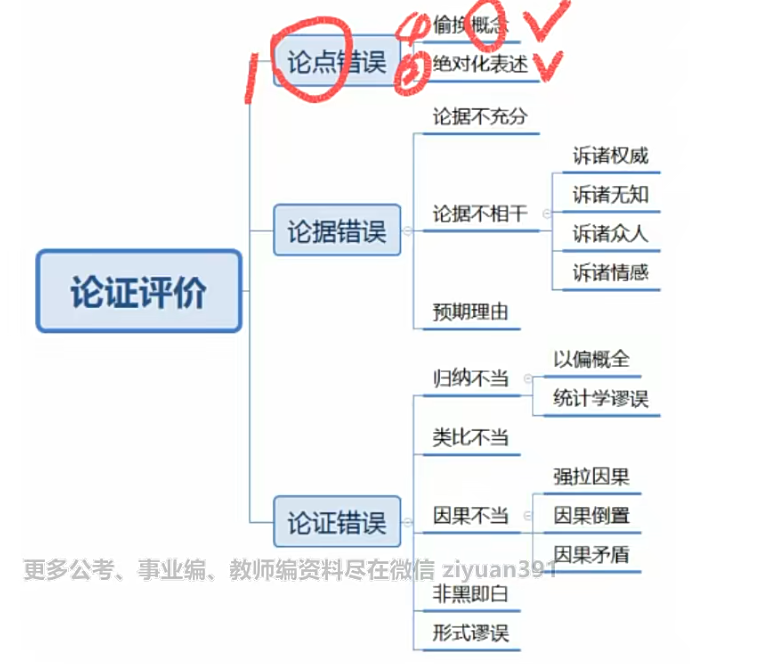 偷换概念
论点错误
绝对化表述
1
论据不充分
诉诸权威
诉诸无知
论据不相干
诉诸众人
论据错误
诉诸情感
论证评价
预期理由
以偏概全
归纳不当
统计学谬误
类比不当
强拉因果
论证错误
因果不当
因果倒置
因果矛盾
更多公考、事业编、教师编资料尽在微信 ziyuan391
非黑即白
形式谬误